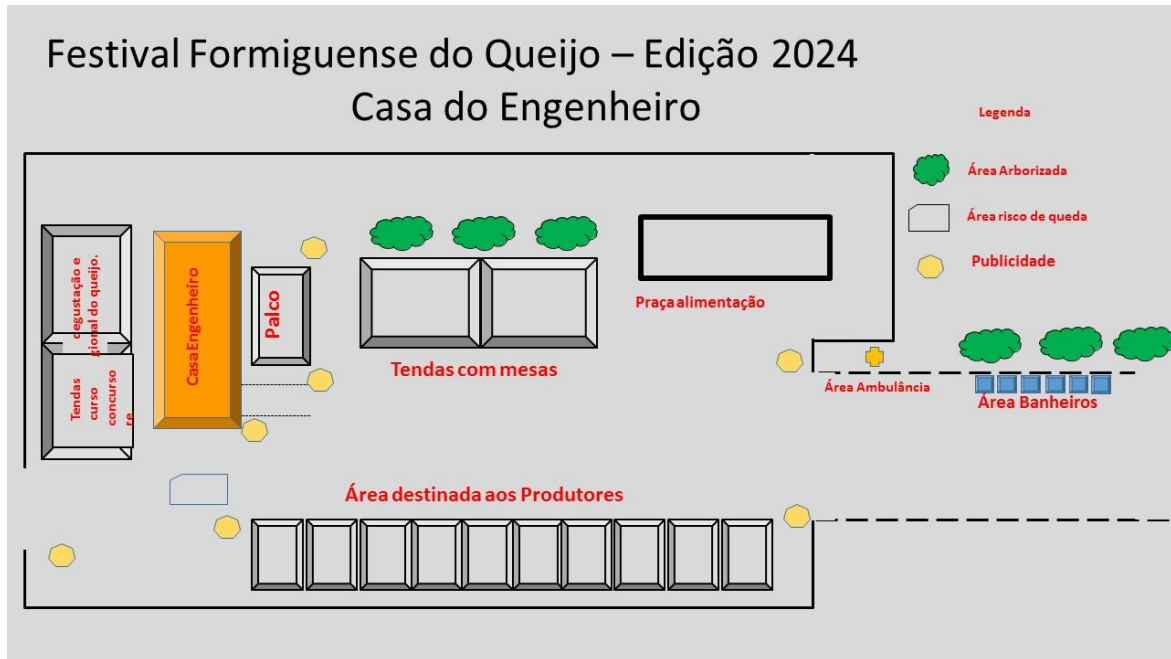 Festival Formiguense do Queijo – Edição 2024
Casa do Engenheiro
Legenda
Área Arborizada
Área risco de queda
Publicidade
degustação e
gional do queijo.
Tendas
curso
concurso
re
Casa Engenheiro
Palco
Tendas com mesas
Praça alimentação
Área Ambulância
Área Banheiros
Área destinada aos Produtores